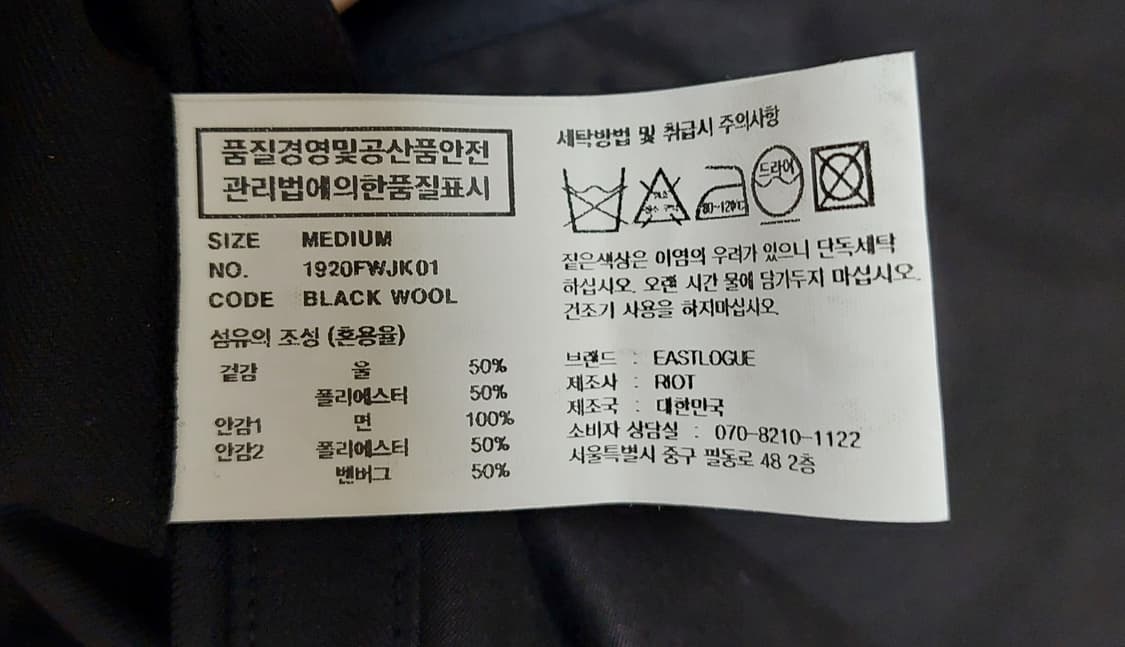 품질경영및공산품안전
관리법에의한품질표시
SIZE MEDIUM
NO. 1920FWJK01
CODE BLACK WOOL
섬유의 조성 (혼용율)
겉감 울 50%
폴리에스터 50%
안감1 면 100%
안감2 폴리에스터 50%
벤버그 50%
세탁방법 및 취급시 주의사항
80~120℃
드라이
짙은색상은 이염의 우려가 있으니 단독세탁
하십시오. 오랜 시간 물에 담가두지 마십시오.
건조기 사용을 하지마십시오.
브랜드 : EASTLOGUE
제조사 : RIOT
제조국 : 대한민국
소비자 상담실 : 070-8210-1122
서울특별시 중구 필동로 48 2층